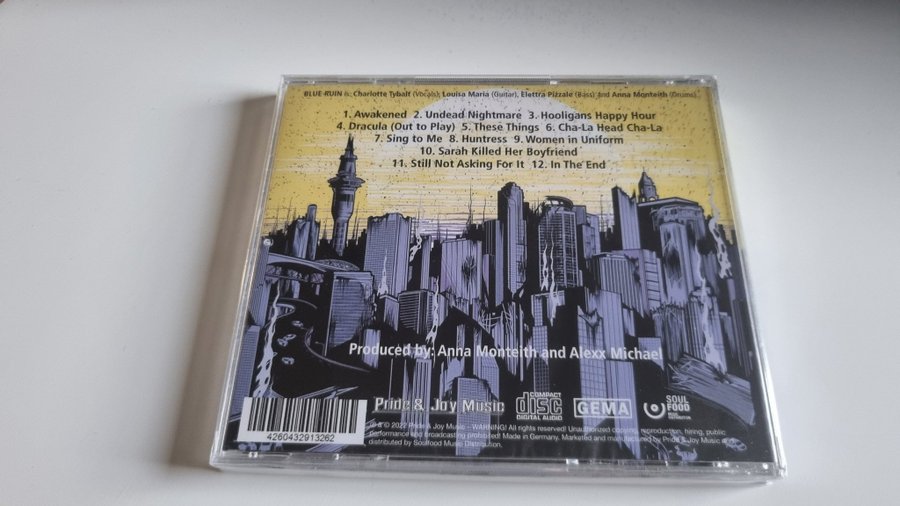 BLUE RUIN is: Charlotte Tybalt (Vocals), Louisa Maria (Guitar), Elettra Pizzale (Bass) and Anna Monteith (Drums)
1. Awakened 2. Undead Nightmare 3. Hooligans Happy Hour
4. Dracula (Out to Play) 5. These Things 6. Cha-La Head Cha-La
7. Sing to Me 8. Huntress 9. Women in Uniform
10. Sarah Killed Her Boyfriend
11. Still Not Asking For It 12. In The End
Produced by: Anna Monteith and Alexx Michael
4260432913262
Pride & Joy Music
COMPACT
disc
DIGITAL AUDIO
GEMA
SOUL
FOOD
MUSIC DISTRIBUTION
℗ & © 2022 Pride & Joy Music - WARNING! All rights reserved! Unauthorized copying, reproduction, hiring, public
performance and broadcasting prohibited! Made in Germany. Marketed and manufactured by Pride & Joy Music
distributed by Soulfood Music Distribution.